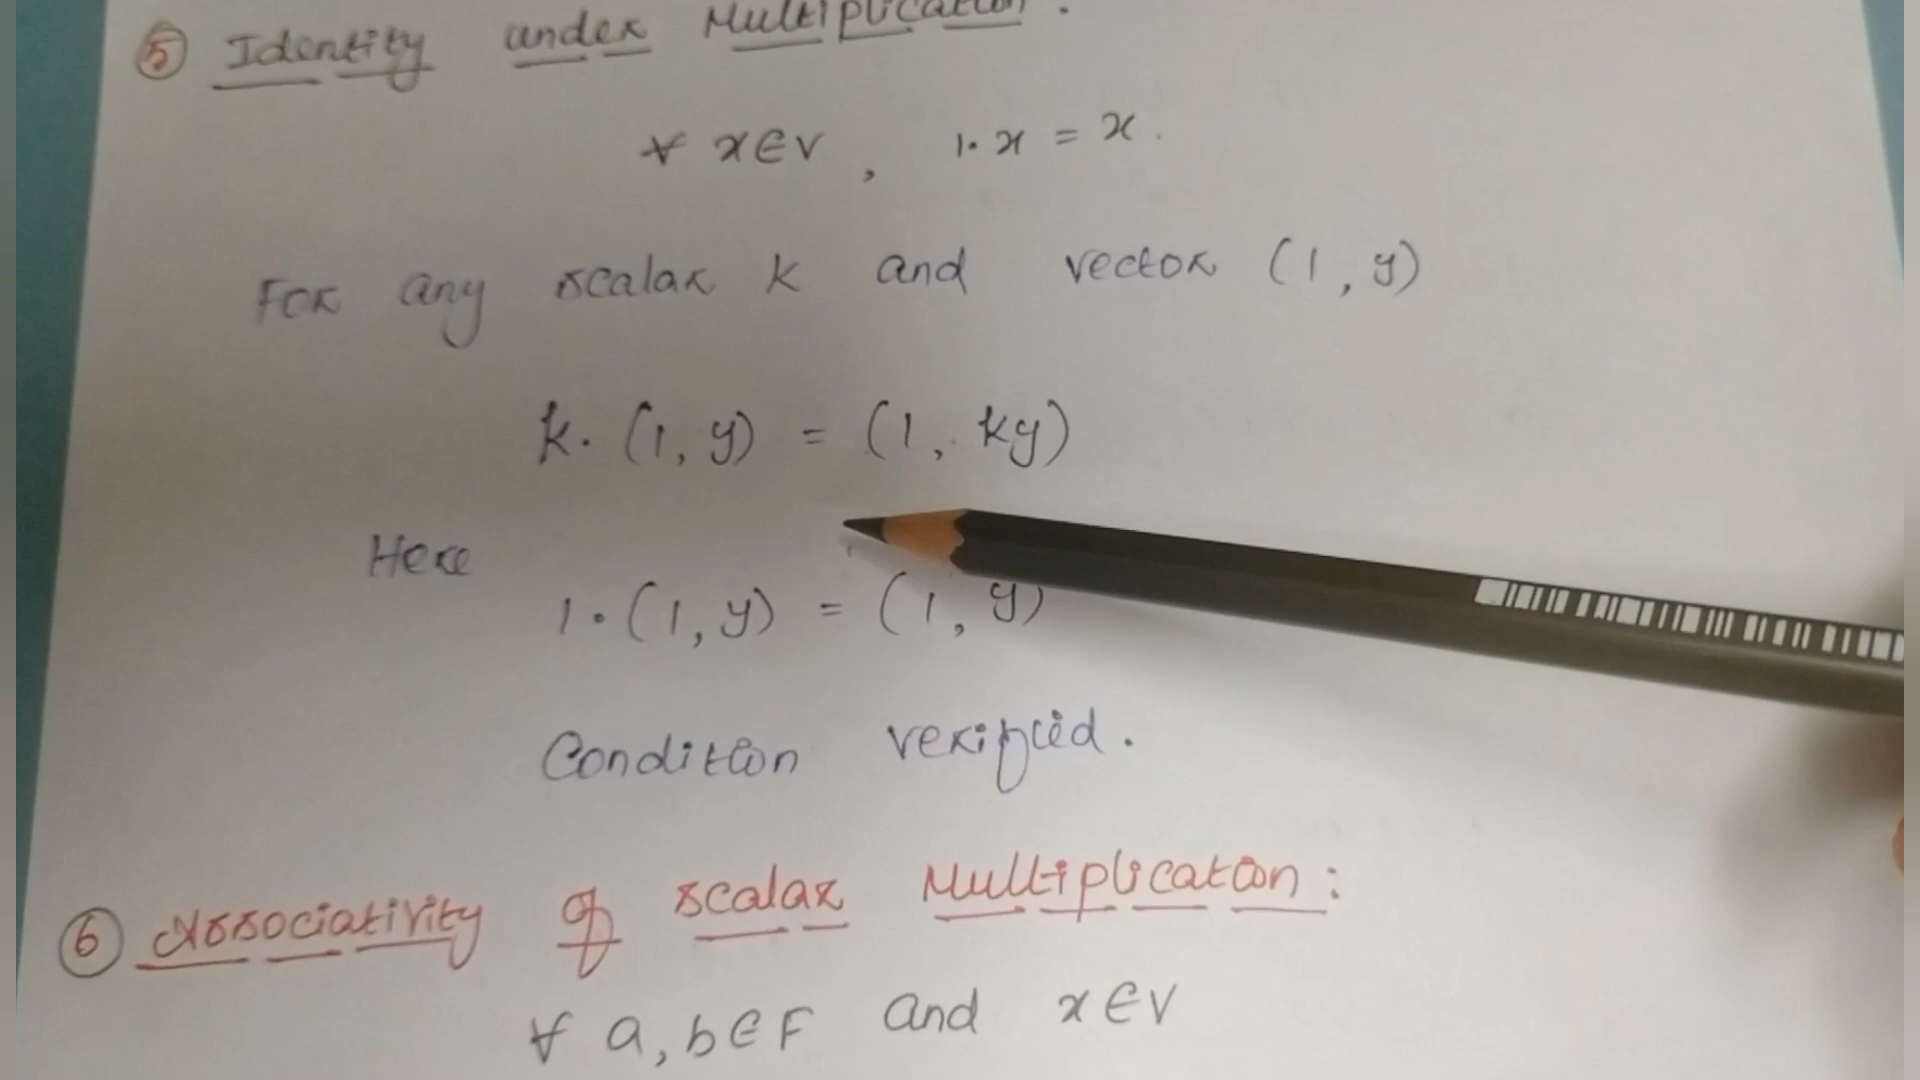 ⑤ Identity under Multiplication :
∀ x∈V , 1·x = x.
For any scalar k and vector (1, y)
k·(1, y) = (1, ky)
Here
1·(1, y) = (1, y)
Condition verified.
⑥ Associativity of scalar Multiplication :
∀ a, b∈F and x∈V